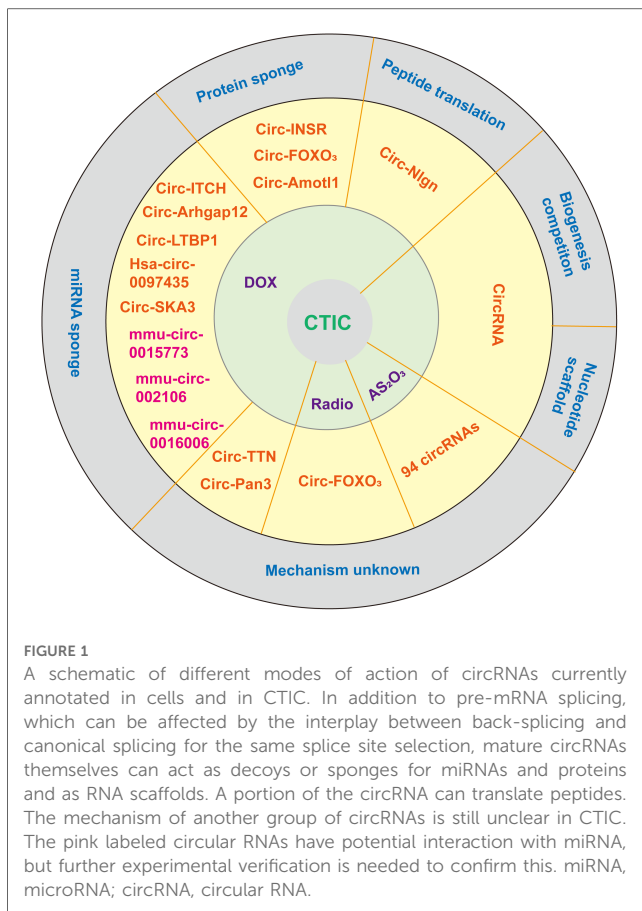 Protein sponge
Peptide translation
Biogenesis
competiton
Nucleotide
scaffold
Mechanism unknown
miRNA sponge
Circ-INSR
Circ-FOXO₃
Circ-Amotl1
Circ-Nlgn
CircRNA
94 circRNAs
Circ-FOXO₃
Circ-TTN
Circ-Pan3
Circ-ITCH
Circ-Arhgap12
Circ-LTBP1
Hsa-circ-
0097435
Circ-SKA3
mmu-circ-
0015773
mmu-circ-
002106
mmu-circ-
0016006
DOX
CTIC
Radio
AS₂O₃
FIGURE 1
A schematic of different modes of action of circRNAs currently
annotated in cells and in CTIC. In addition to pre-mRNA splicing,
which can be affected by the interplay between back-splicing and
canonical splicing for the same splice site selection, mature circRNAs
themselves can act as decoys or sponges for miRNAs and proteins
and as RNA scaffolds. A portion of the circRNA can translate peptides.
The mechanism of another group of circRNAs is still unclear in CTIC.
The pink labeled circular RNAs have potential interaction with miRNA,
but further experimental verification is needed to confirm this. miRNA,
microRNA; circRNA, circular RNA.